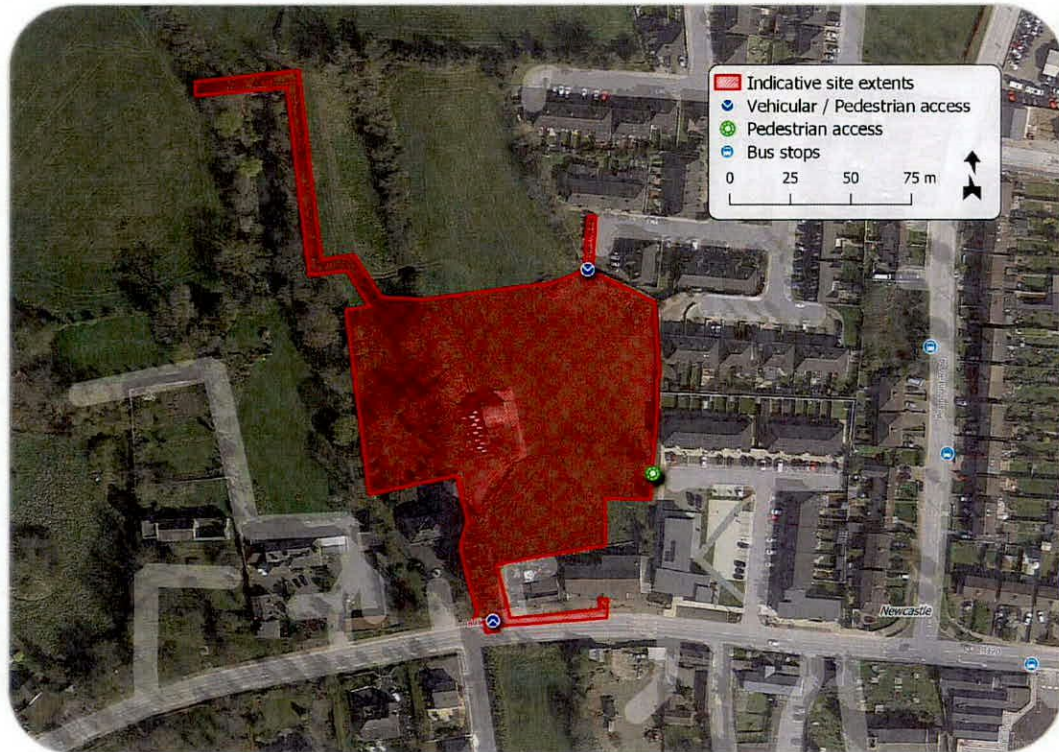 Indicative site extents
Vehicular / Pedestrian access
Pedestrian access
Bus stops
0 25 50 75 m
Newcastle